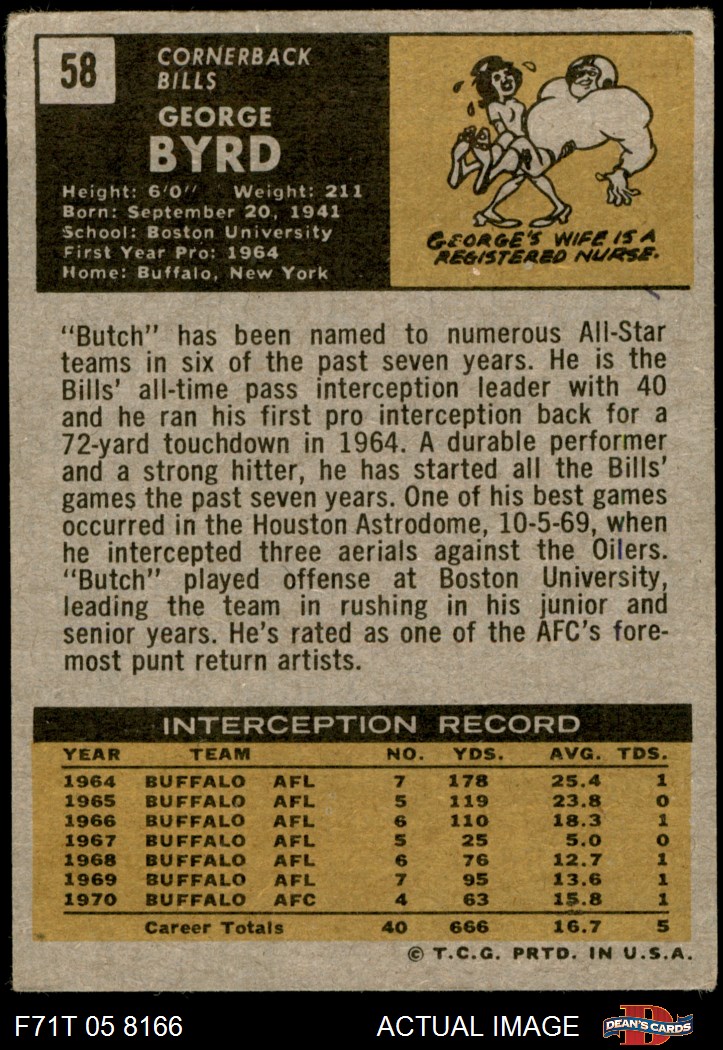 58
CORNERBACK
BILLS
GEORGE
BYRD
Height: 6'0" Weight: 211
Born: September 20, 1941
School: Boston University
First Year Pro: 1964
Home: Buffalo, New York
GEORGE'S WIFE IS A
REGISTERED NURSE.
"Butch" has been named to numerous All-Star
teams in six of the past seven years. He is the
Bills' all-time pass interception leader with 40
and he ran his first pro interception back for a
72-yard touchdown in 1964. A durable performer
and a strong hitter, he has started all the Bills'
games the past seven years. One of his best games
occurred in the Houston Astrodome, 10-5-69, when
he intercepted three aerials against the Oilers.
"Butch" played offense at Boston University,
leading the team in rushing in his junior and
senior years. He's rated as one of the AFC's fore-
most punt return artists.
INTERCEPTION RECORD
YEAR TEAM NO. YDS. AVG. TDS.
1964 BUFFALO AFL 7 178 25.4 1
1965 BUFFALO AFL 5 119 23.8 0
1966 BUFFALO AFL 6 110 18.3 1
1967 BUFFALO AFL 5 25 5.0 0
1968 BUFFALO AFL 6 76 12.7 1
1969 BUFFALO AFL 7 95 13.6 1
1970 BUFFALO AFC 4 63 15.8 1
Career Totals 40 666 16.7 5
© T.C.G. PRTD. IN U.S.A.
F71T 05 8166 ACTUAL IMAGE D DEAN'S CARDS